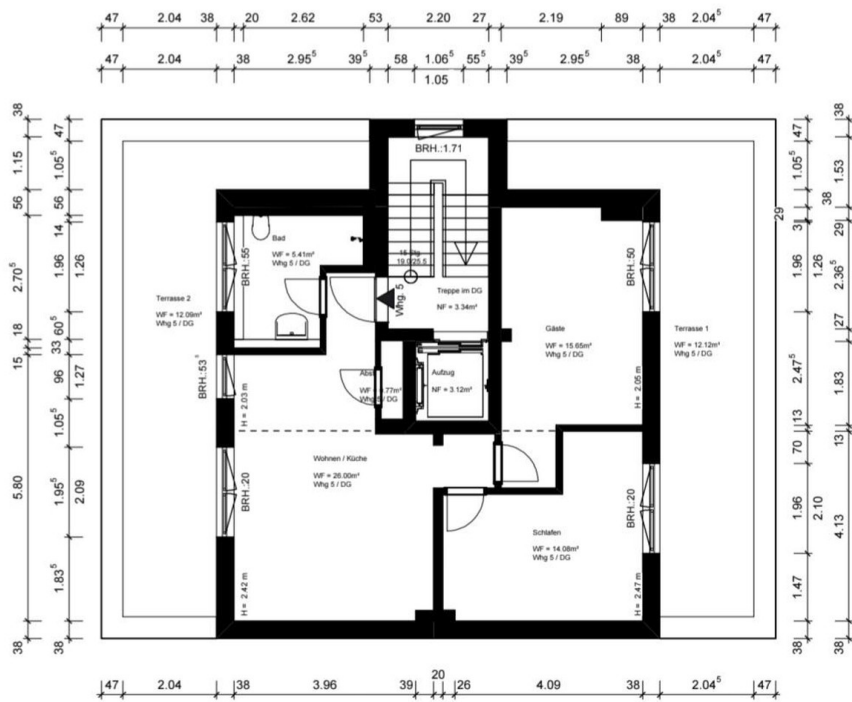 47 2.04 38 20 2.62 53 2.20 27 2.19 89 38 2.04⁵ 47
47 2.04 38 2.95⁵ 39⁵ 58 1.06⁵ 55⁵ 39⁵ 2.95⁵ 38 2.04⁵ 47
1.05
38 1.15 56 2.70⁵ 18 15 5.80 38
47 1.05⁵ 56 14 1.96 60⁵ 33 96 1.05⁵ 1.95⁵ 1.83⁵ 38
1.26 1.27 2.09
BRH.:1.71
Bad
WF = 5.41m²
Whg 5 / DG
BRH.:55
Terrasse 2
WF = 12.09m²
Whg 5 / DG
19.0/25.5
Whg. 5
Treppe im DG
NF = 3.34m²
BRH.:50
Gäste
WF = 15.65m²
Whg 5 / DG
Terrasse 1
WF = 12.12m²
Whg 5 / DG
29
BRH.:53
H = 2.03 m
Aufzug
NF = 3.12m²
H = 2.05 m
Wohnen / Küche
WF = 26.00m²
Whg 5 / DG
BRH.:20
BRH.:20
Schlafen
WF = 14.08m²
Whg 5 / DG
H = 2.42 m
H = 2.47 m
47 1.05⁵ 31 1.96 2.47⁵ 13 70 1.96 1.47 38
38 1.26 2.10
38 1.53 29 2.36⁵ 27 1.83 13 4.13 38
20
47 2.04 38 3.96 39 26 4.09 38 2.04⁵ 47